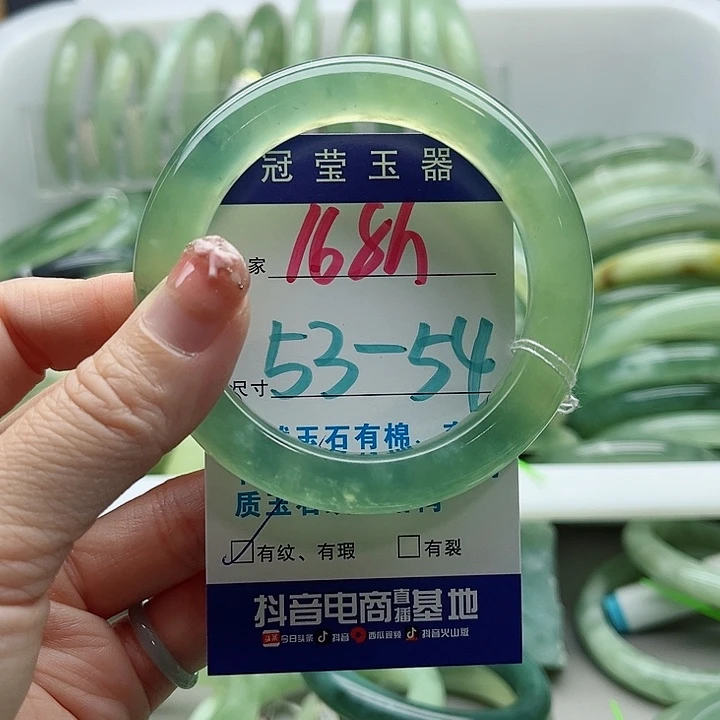 冠莹玉器
家 168h
尺寸 53-54
玉石有棉、
质玉石
有纹、有瑕 有裂
抖音电商直播基地
今日头条 抖音 西瓜视频 抖音火山版